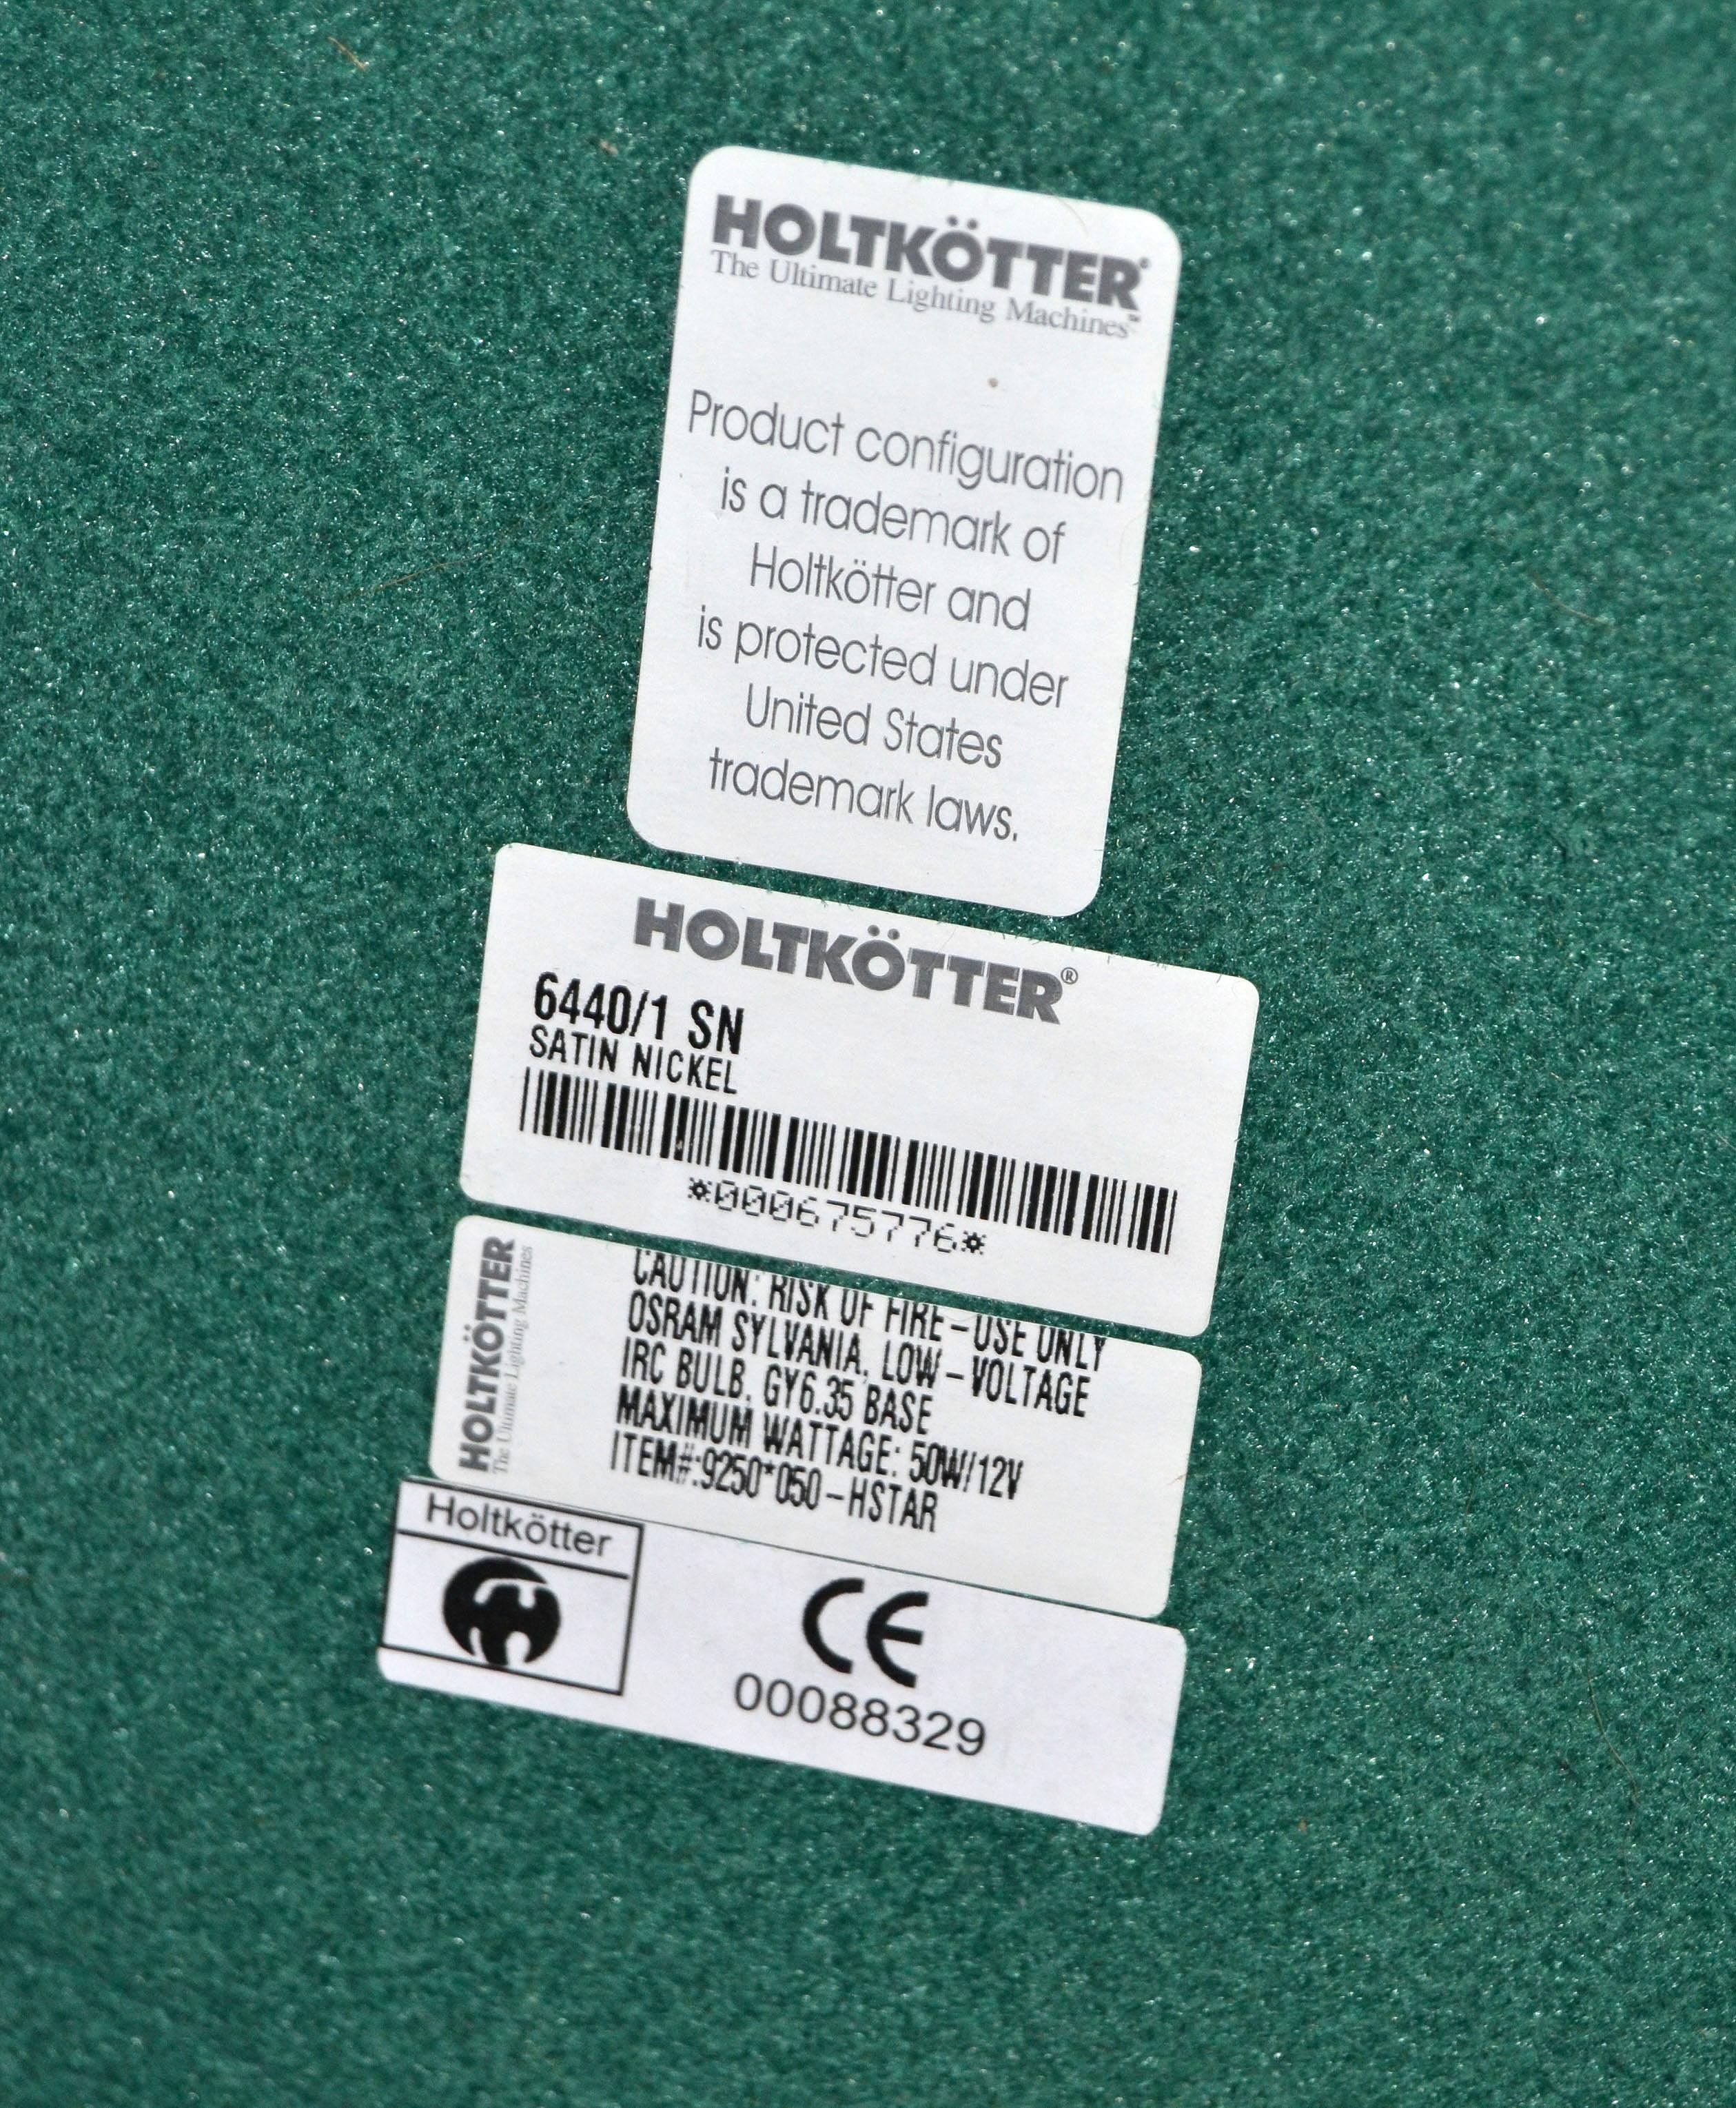 HOLTKÖTTER®
The Ultimate Lighting Machines™
Product configuration
is a trademark of
Holtkötter and
is protected under
United States
trademark laws.
HOLTKÖTTER®
6440/1 SN
SATIN NICKEL
*000675776*
HOLTKÖTTER
The Ultimate Lighting Machines
CAUTION: RISK OF FIRE – USE ONLY
OSRAM SYLVANIA, LOW – VOLTAGE
IRC BULB, GY6.35 BASE
MAXIMUM WATTAGE: 50W/12V
ITEM#:9250*050–HSTAR
Holtkötter
CE
00088329